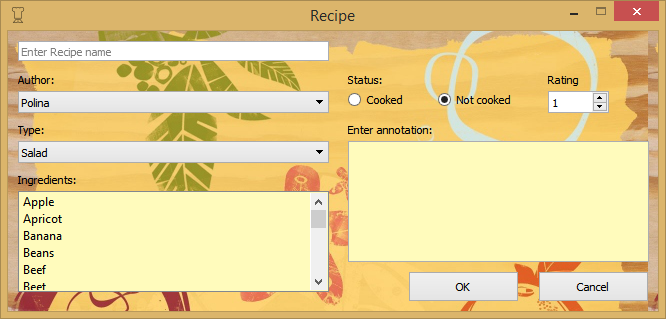 Recipe
Enter Recipe name
Author:
Polina
Type:
Salad
Ingredients:
Apple
Apricot
Banana
Beans
Beef
Beet
Status:
Cooked
Not cooked
Rating
1
Enter annotation:
OK
Cancel